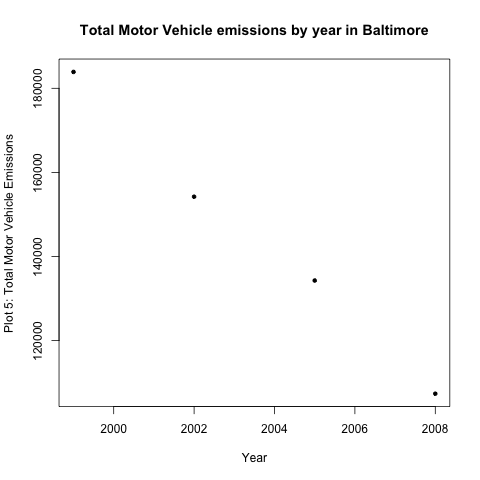 Total Motor Vehicle emissions by year in Baltimore
Plot 5: Total Motor Vehicle Emissions
180000
160000
140000
120000
2000 2002 2004 2006 2008
Year